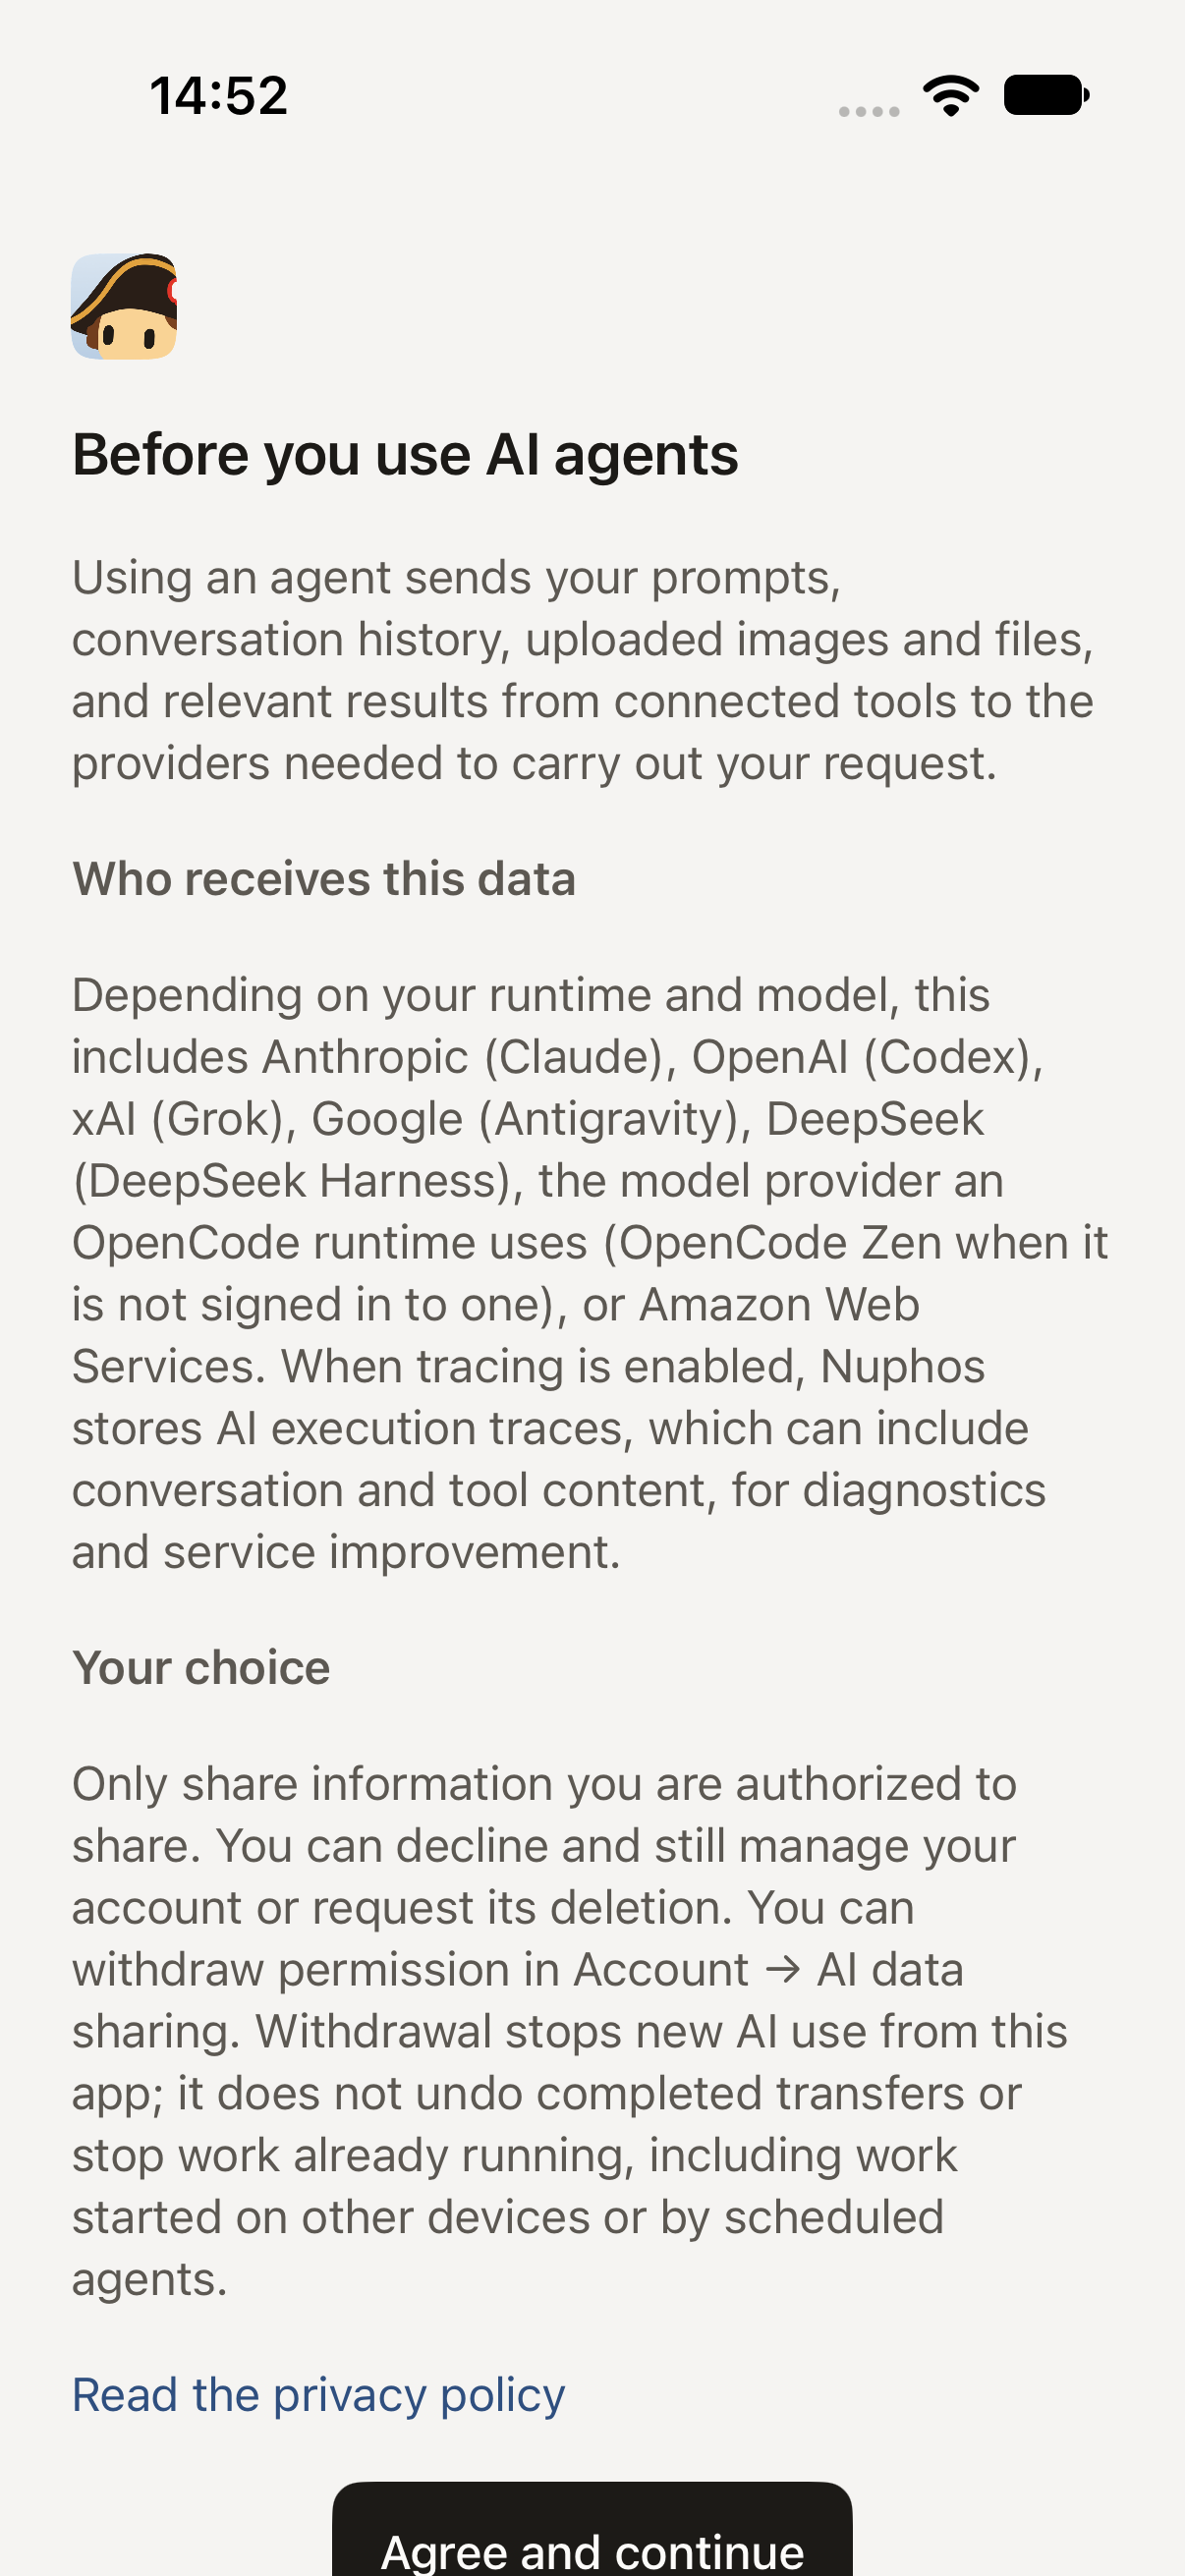 14:52
Before you use AI agents
Using an agent sends your prompts,
conversation history, uploaded images and files,
and relevant results from connected tools to the
providers needed to carry out your request.
Who receives this data
Depending on your runtime and model, this
includes Anthropic (Claude), OpenAI (Codex),
xAI (Grok), Google (Antigravity), DeepSeek
(DeepSeek Harness), the model provider an
OpenCode runtime uses (OpenCode Zen when it
is not signed in to one), or Amazon Web
Services. When tracing is enabled, Nuphos
stores AI execution traces, which can include
conversation and tool content, for diagnostics
and service improvement.
Your choice
Only share information you are authorized to
share. You can decline and still manage your
account or request its deletion. You can
withdraw permission in Account → AI data
sharing. Withdrawal stops new AI use from this
app; it does not undo completed transfers or
stop work already running, including work
started on other devices or by scheduled
agents.
Read the privacy policy
Agree and continue